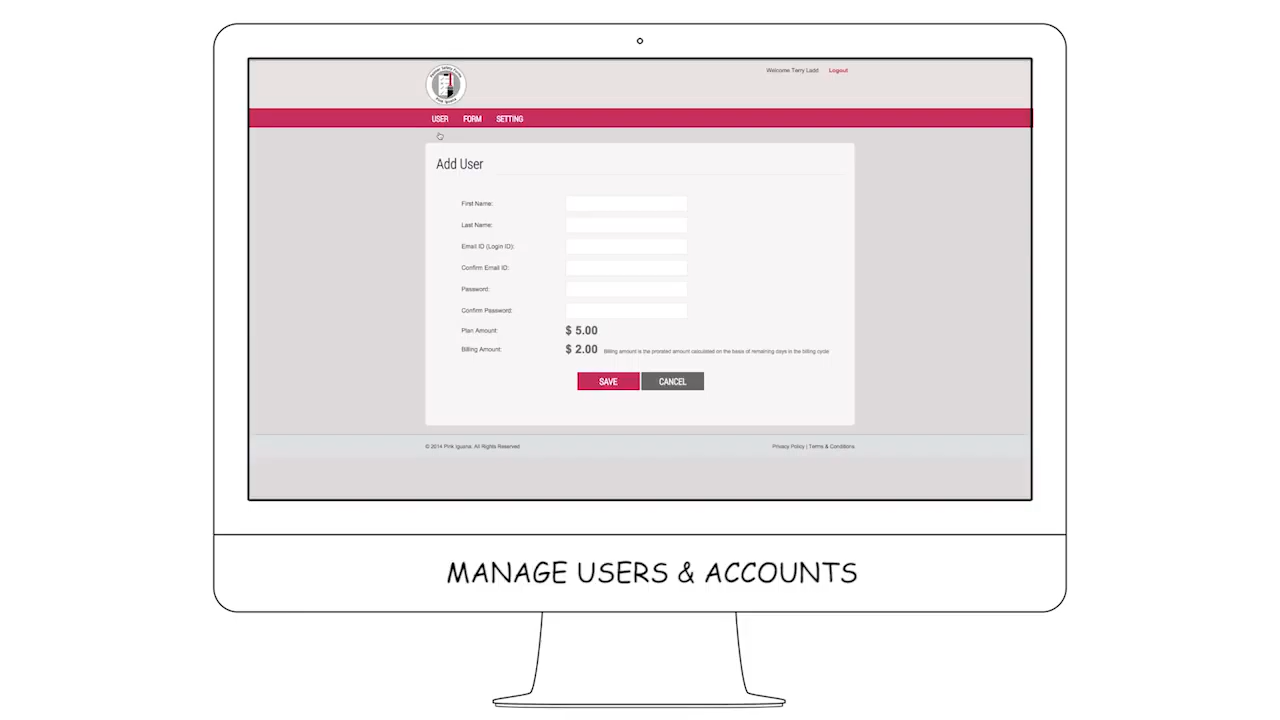 Welcome Terry Ladd Logout
Pink Iguana
USER FORM SETTING
Add User
First Name:
Last Name:
Email ID (Login ID):
Confirm Email ID:
Password:
Confirm Password:
Plan Amount: $ 5.00
Billing Amount: $ 2.00 Billing amount is the prorated amount calculated on the basis of remaining days in the billing cycle
SAVE CANCEL
© 2014 Pink Iguana. All Rights Reserved Privacy Policy | Terms & Conditions
MANAGE USERS & ACCOUNTS